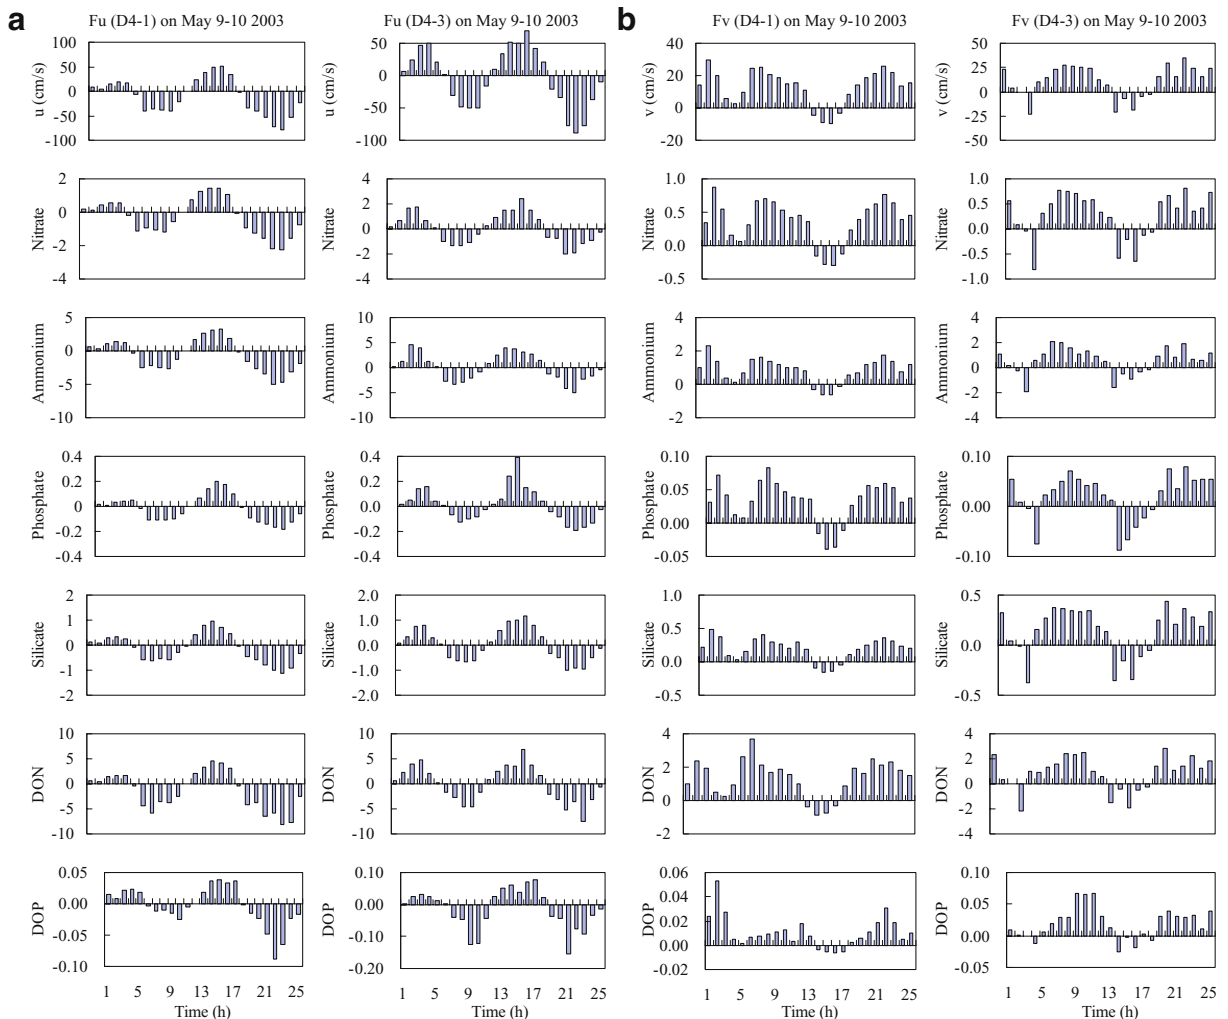 a
Fu (D4-1) on May 9-10 2003
Fu (D4-3) on May 9-10 2003
b
Fv (D4-1) on May 9-10 2003
Fv (D4-3) on May 9-10 2003
u (cm/s)
100
50
0
-50
-100
u (cm/s)
50
0
-50
-100
v (cm/s)
40
20
0
-20
v (cm/s)
50
25
0
-25
50
Nitrate
2
0
-2
-4
Nitrate
4
2
0
-2
-4
Nitrate
1.0
0.5
0.0
-0.5
Nitrate
1.0
0.5
0.0
-0.5
-1.0
Ammonium
5
0
-5
-10
Ammonium
10
5
0
-5
-10
Ammonium
4
2
0
-2
Ammonium
4
2
0
-2
-4
Phosphate
0.4
0.2
0.0
-0.2
-0.4
Phosphate
0.4
0.2
0.0
-0.2
-0.4
Phosphate
0.10
0.05
0.00
-0.05
Phosphate
0.10
0.00
-0.10
Silicate
2
1
0
-1
-2
Silicate
2.0
1.0
0.0
-1.0
-2.0
Silicate
1.0
0.5
0.0
-0.5
Silicate
0.5
0.0
-0.5
DON
10
5
0
-5
-10
DON
10
5
0
-5
-10
DON
4
2
0
-2
DON
4
2
0
-2
-4
DOP
0.05
0.00
-0.05
-0.10
DOP
0.10
0.00
-0.10
-0.20
DOP
0.06
0.04
0.02
0.00
-0.02
DOP
0.10
0.05
0.00
-0.05
1 5 9 13 17 21 25
Time (h)
1 5 9 13 17 21 25
Time (h)
1 5 9 13 17 21 25
Time (h)
1 5 9 13 17 21 25
Time (h)